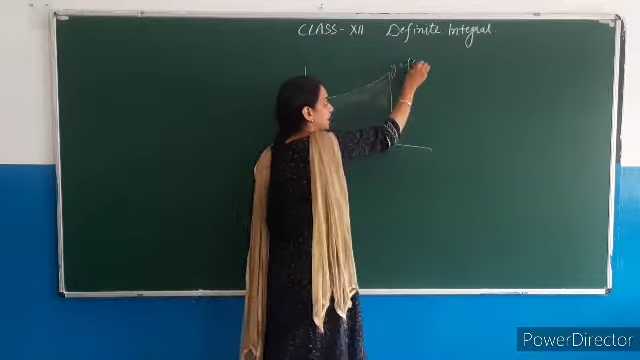 CLASS-XII Definite Integral
y = f(
PowerDirector